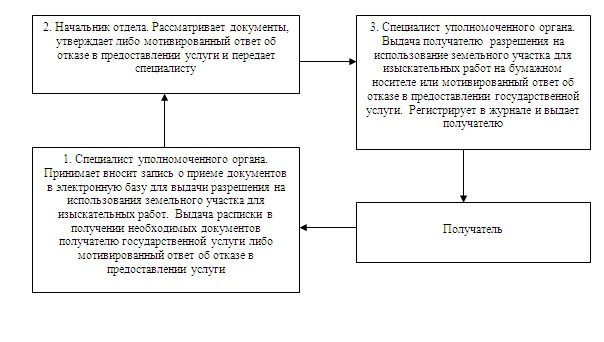 2. Начальник отдела. Рассматривает документы,
утверждает либо мотивированный ответ об
отказе в предоставлении услуги и передает
специалисту
3. Специалист уполномоченного органа.
Выдача получателю разрешения на
использование земельного участка для
изыскательных работ на бумажном
носителе или мотивированный ответ об
отказе в предоставлении государственной
услуги. Регистрирует в журнале и выдает
получателю
1. Специалист уполномоченного органа.
Принимает вносит запись о приеме документов
в электронную базу для выдачи разрешения на
использования земельного участка для
изыскательных работ. Выдача расписки в
получении необходимых документов
получателю государственной услуги либо
мотивированный ответ об отказе в
предоставлении услуги
Получатель